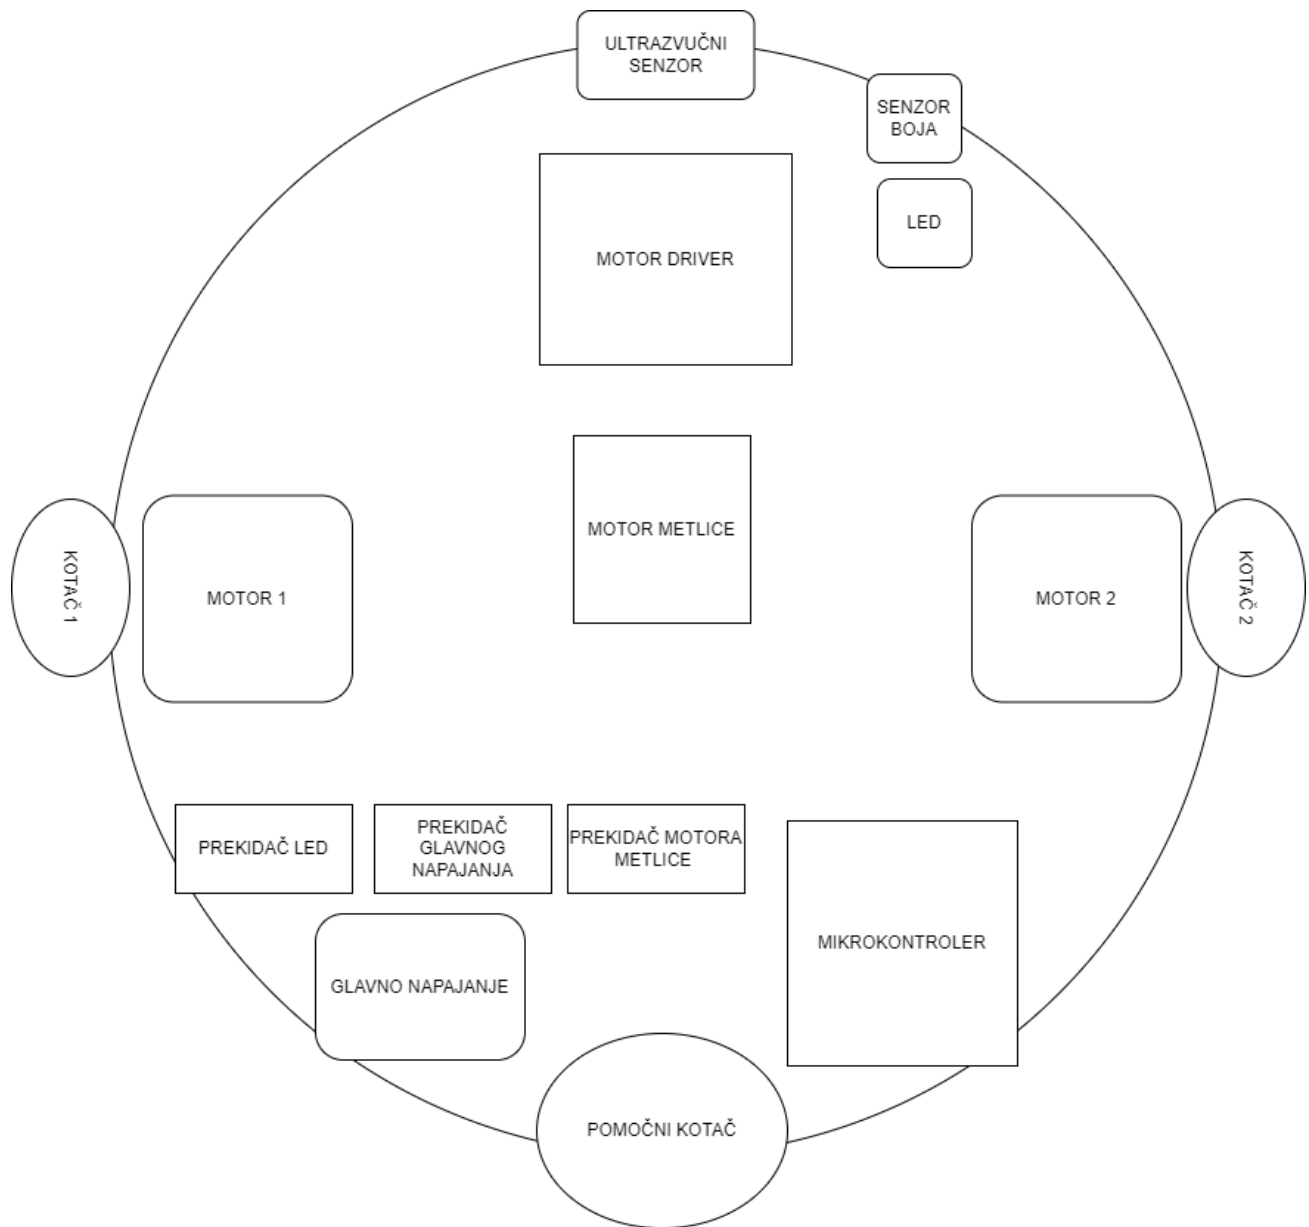 ULTRAZVUČNI
SENZOR
SENZOR
BOJA
LED
MOTOR DRIVER
MOTOR METLICE
KOTAČ 1
MOTOR 1
MOTOR 2
KOTAČ 2
PREKIDAČ LED
PREKIDAČ
GLAVNOG
NAPAJANJA
PREKIDAČ MOTORA
METLICE
MIKROKONTROLER
GLAVNO NAPAJANJE
POMOČNI KOTAČ